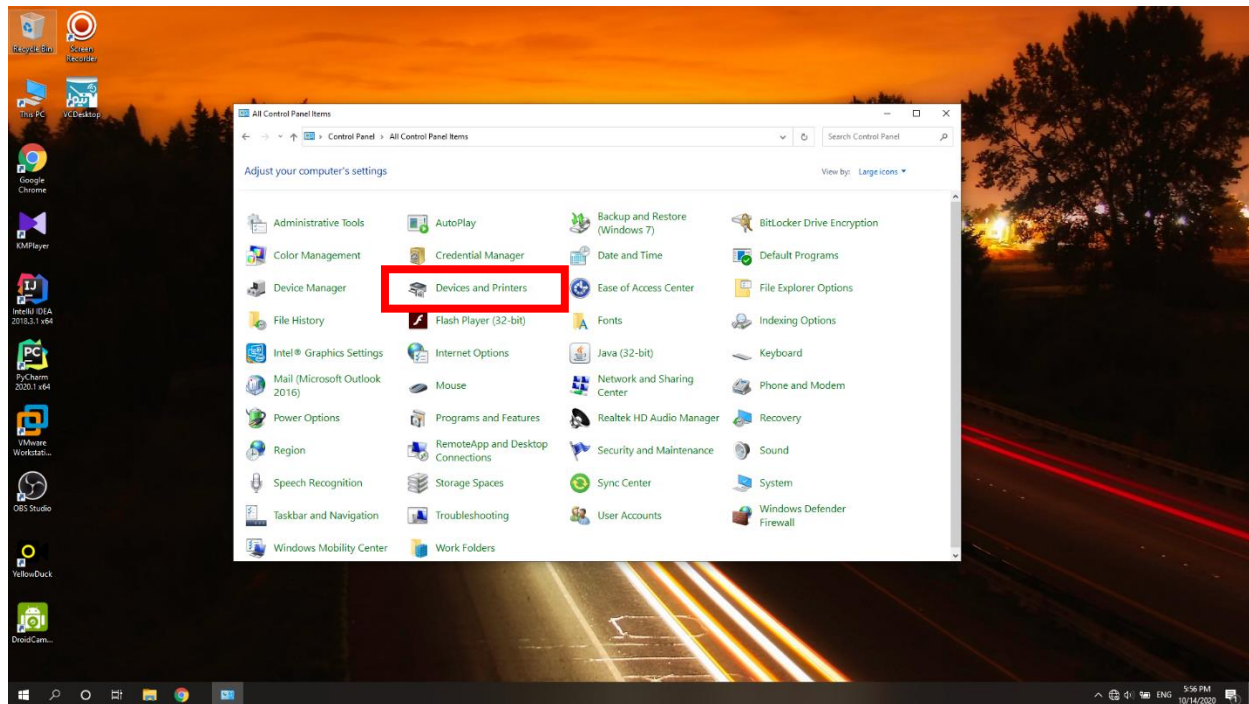 Recycle Bin
Screen
Recorder
This PC
VCDesktop
Google
Chrome
KMPlayer
IntelliJ IDEA
2018.3.1 x64
PyCharm
2020.1 x64
VMware
Workstati...
OBS Studio
YellowDuck
DroidCam...
All Control Panel Items
Control Panel > All Control Panel Items
Search Control Panel
Adjust your computer's settings
View by: Large icons
Administrative Tools
AutoPlay
Backup and Restore
(Windows 7)
BitLocker Drive Encryption
Color Management
Credential Manager
Date and Time
Default Programs
Device Manager
Devices and Printers
Ease of Access Center
File Explorer Options
File History
Flash Player (32-bit)
Fonts
Indexing Options
Intel® Graphics Settings
Internet Options
Java (32-bit)
Keyboard
Mail (Microsoft Outlook
2016)
Mouse
Network and Sharing
Center
Phone and Modem
Power Options
Programs and Features
Realtek HD Audio Manager
Recovery
Region
RemoteApp and Desktop
Connections
Security and Maintenance
Sound
Speech Recognition
Storage Spaces
Sync Center
System
Taskbar and Navigation
Troubleshooting
User Accounts
Windows Defender
Firewall
Windows Mobility Center
Work Folders
ENG
5:56 PM
10/14/2020